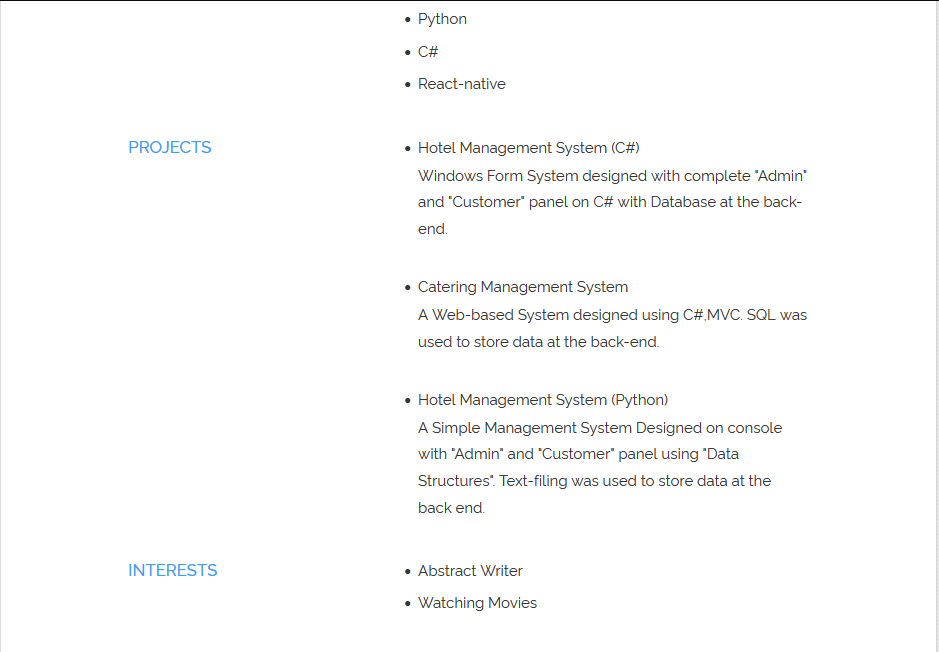 Python
C#
React-native
PROJECTS
Hotel Management System (C#)
Windows Form System designed with complete "Admin"
and "Customer" panel on C# with Database at the back-
end.
Catering Management System
A Web-based System designed using C#,MVC. SQL was
used to store data at the back-end.
Hotel Management System (Python)
A Simple Management System Designed on console
with "Admin" and "Customer" panel using "Data
Structures". Text-filing was used to store data at the
back end.
INTERESTS
Abstract Writer
Watching Movies